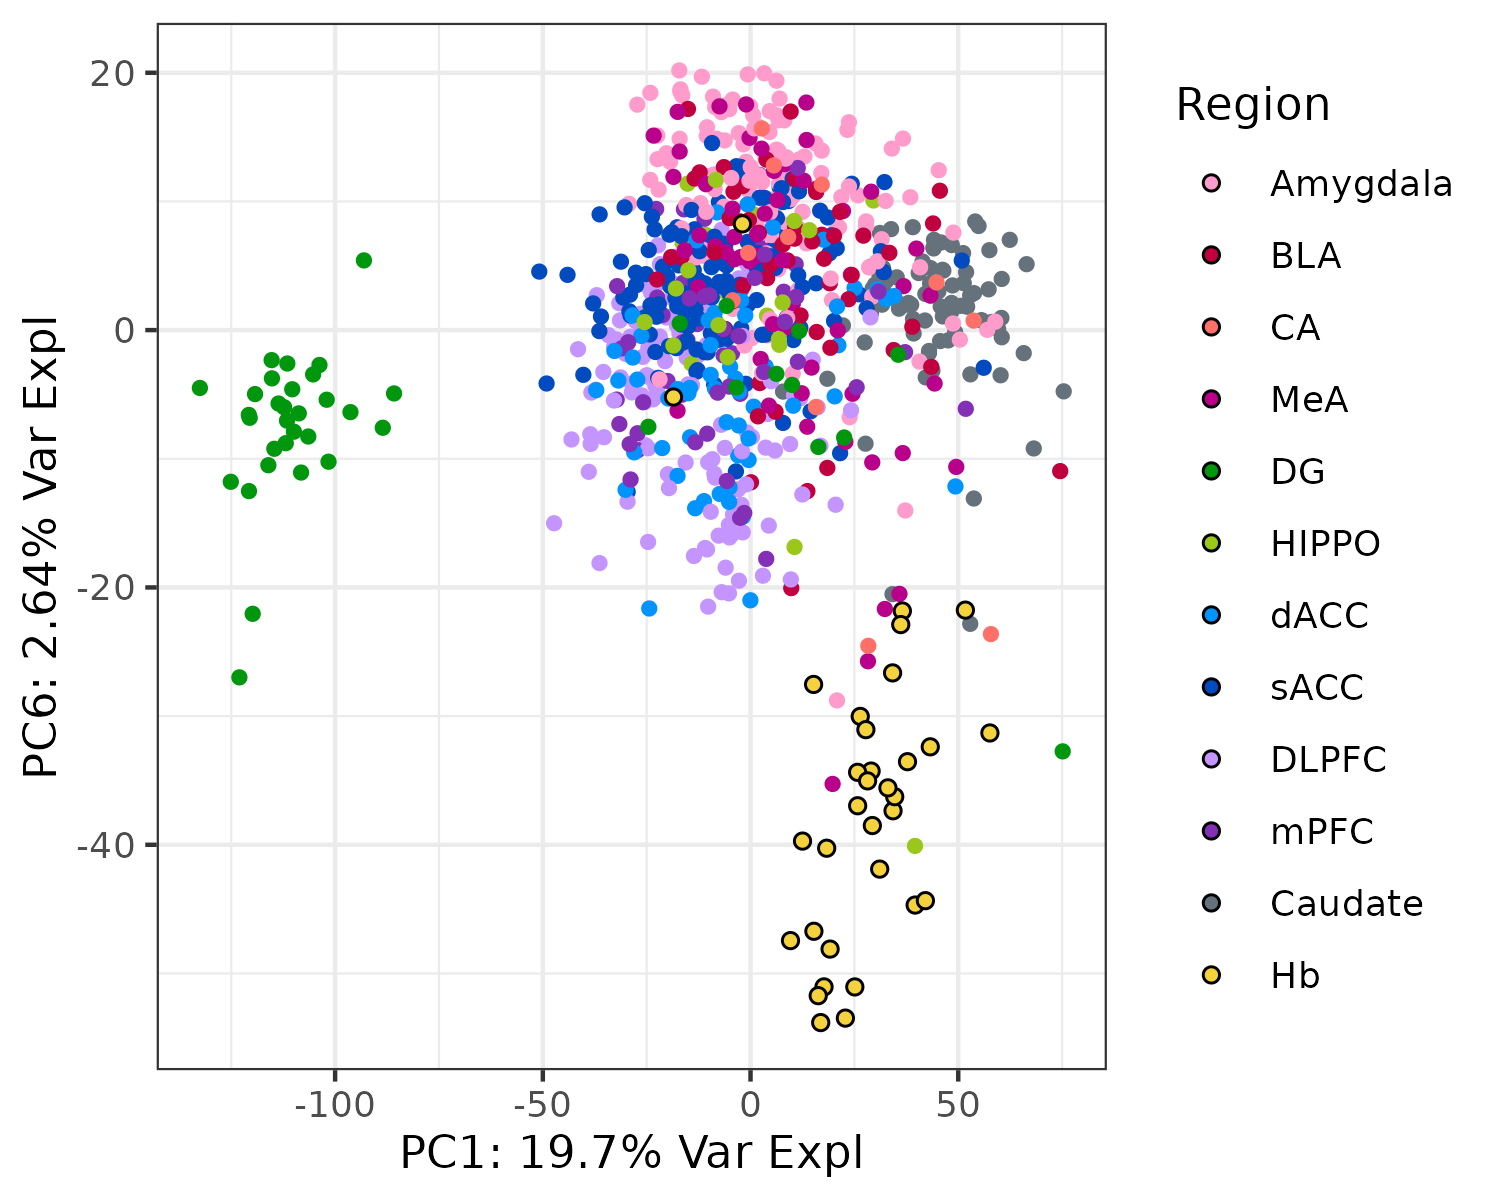 20
0
-20
-40
PC6: 2.64% Var Expl
-100
-50
0
50
PC1: 19.7% Var Expl
Region
Amygdala
BLA
CA
MeA
DG
HIPPO
dACC
sACC
DLPFC
mPFC
Caudate
Hb